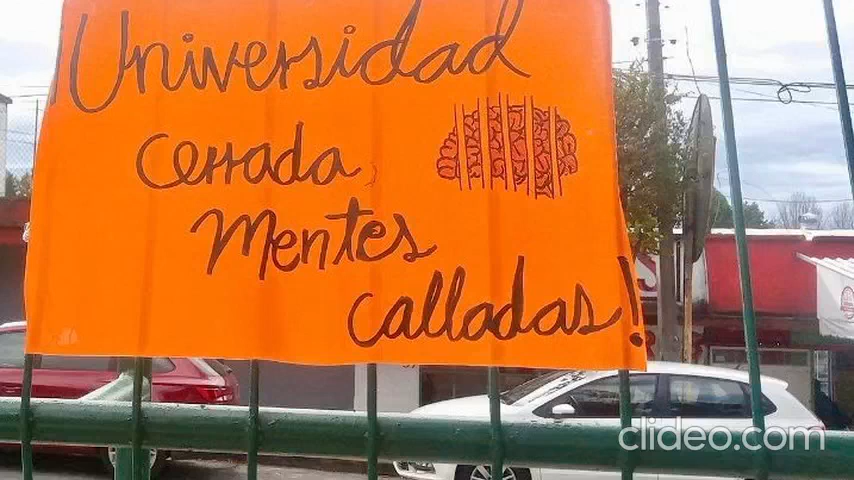 ¡Universidad
Cerrada,
Mentes
Calladas!
clideo.com